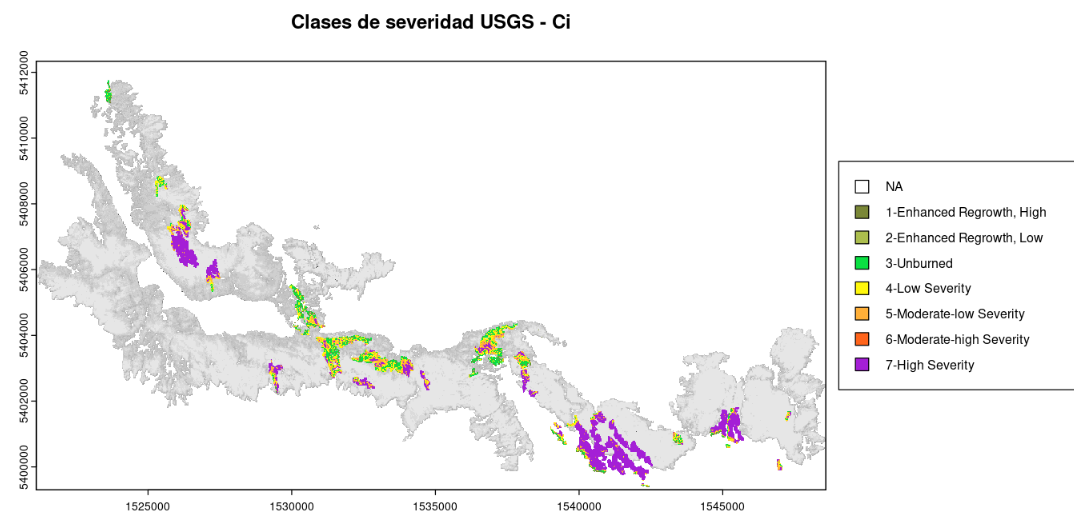 Clases de severidad USGS - Ci
5412000
5410000
5408000
5406000
5404000
5402000
5400000
1525000 1530000 1535000 1540000 1545000
NA
1-Enhanced Regrowth, High
2-Enhanced Regrowth, Low
3-Unburned
4-Low Severity
5-Moderate-low Severity
6-Moderate-high Severity
7-High Severity